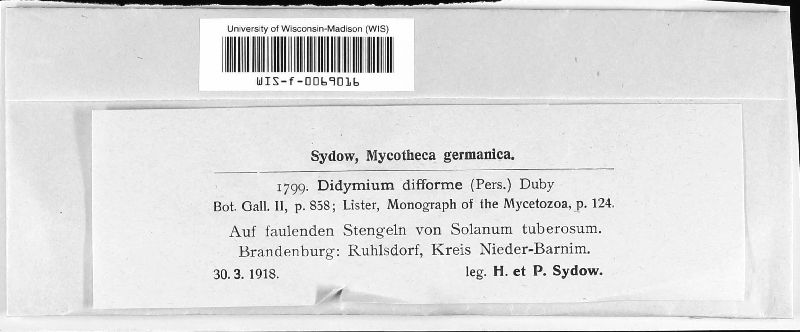 University of Wisconsin-Madison (WIS)
WIS-f-0069016
Sydow, Mycotheca germanica.
1799. Didymium difforme (Pers.) Duby
Bot. Gall. II, p. 858; Lister, Monograph of the Mycetozoa, p. 124.
Auf faulenden Stengeln von Solanum tuberosum.
Brandenburg: Ruhlsdorf, Kreis Nieder-Barnim.
30. 3. 1918. leg. H. et P. Sydow.